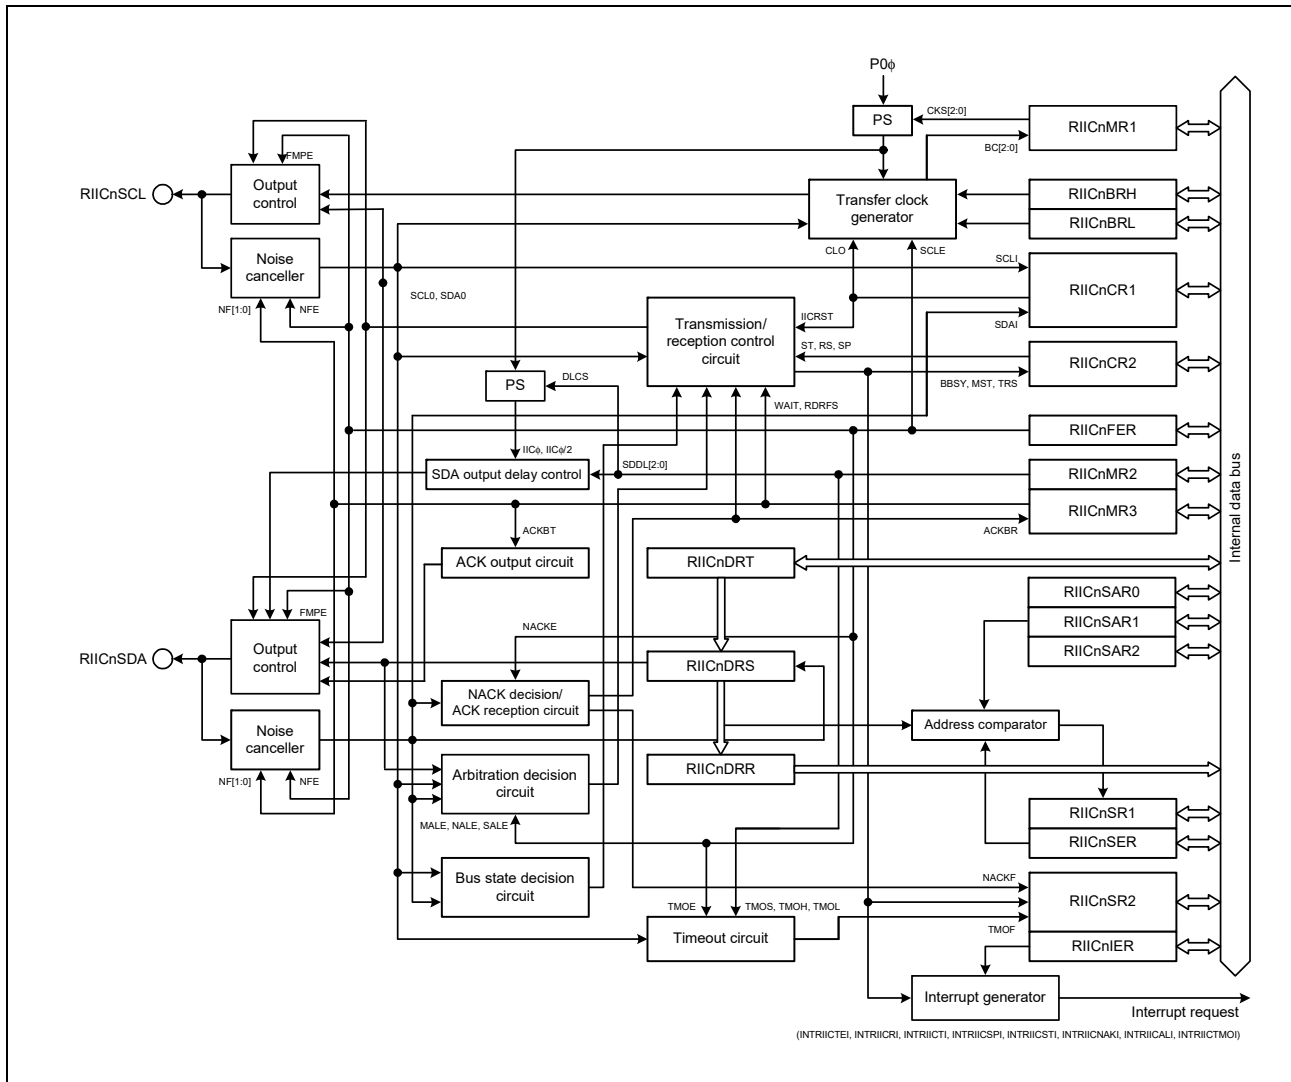 P0ϕ
PS
CKS[2:0]
BC[2:0]
RIICnMR1
FMPE
RIICnSCL
Output
control
Transfer clock
generator
RIICnBRH
RIICnBRL
Noise
canceller
NF[1:0]
NFE
SCL0, SDA0
CLO
SCLE
SCLI
RIICnCR1
SDAI
Transmission/
reception control
circuit
IICRST
ST, RS, SP
RIICnCR2
BBSY, MST, TRS
PS
DLCS
WAIT, RDRFS
RIICnFER
IICϕ, IICϕ/2
SDA output delay control
SDDL[2:0]
RIICnMR2
RIICnMR3
ACKBT
ACKBR
Internal data bus
ACK output circuit
RIICnDRT
RIICnSAR0
RIICnSAR1
RIICnSAR2
FMPE
NACKE
RIICnSDA
Output
control
RIICnDRS
NACK decision/
ACK reception circuit
Address comparator
Noise
canceller
NF[1:0]
NFE
Arbitration decision
circuit
RIICnDRR
MALE, NALE, SALE
RIICnSR1
RIICnSER
Bus state decision
circuit
NACKF
RIICnSR2
TMOE
TMOS, TMOH, TMOL
TMOF
Timeout circuit
RIICnIER
Interrupt generator
Interrupt request
(INTRIICTEI, INTRIICRI, INTRIICTI, INTRIICSPI, INTRIICSTI, INTRIICNAKI, INTRIICALI, INTRIICTMOI)